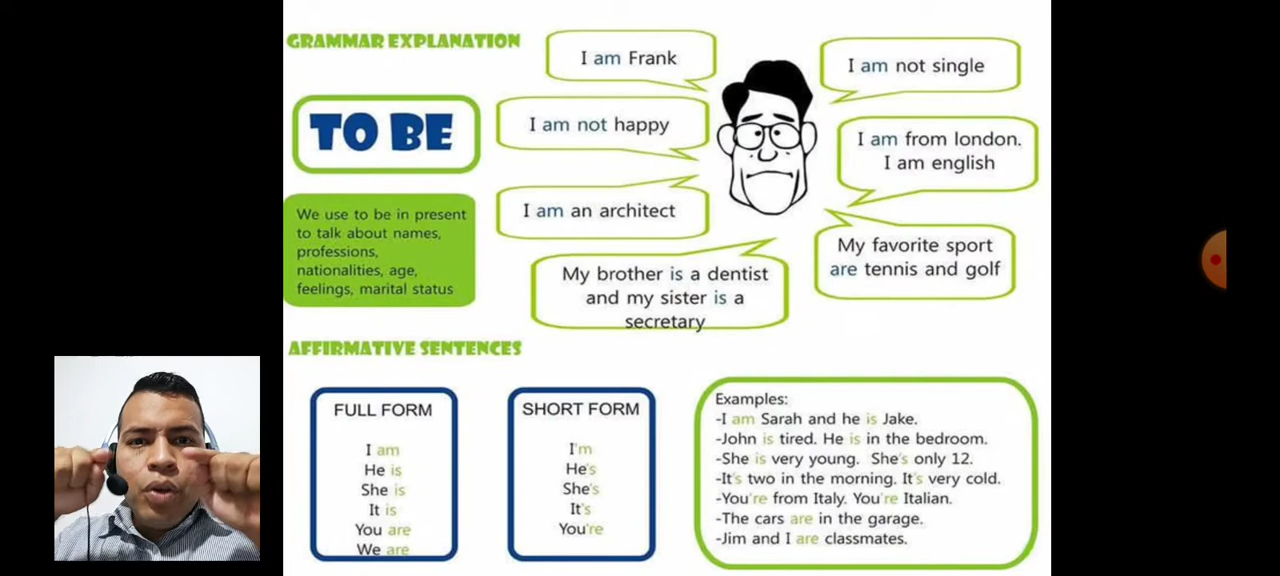 GRAMMAR EXPLANATION
TO BE
We use to be in present
to talk about names,
professions,
nationalities, age,
feelings, marital status
I am Frank
I am not happy
I am an architect
My brother is a dentist
and my sister is a
secretary
I am not single
I am from london.
I am english
My favorite sport
are tennis and golf
AFFIRMATIVE SENTENCES
FULL FORM
I am
He is
She is
It is
You are
We are
SHORT FORM
I'm
He's
She's
It's
You're
Examples:
-I am Sarah and he is Jake.
-John is tired. He is in the bedroom.
-She is very young. She's only 12.
-It's two in the morning. It's very cold.
-You're from Italy. You're Italian.
-The cars are in the garage.
-Jim and I are classmates.